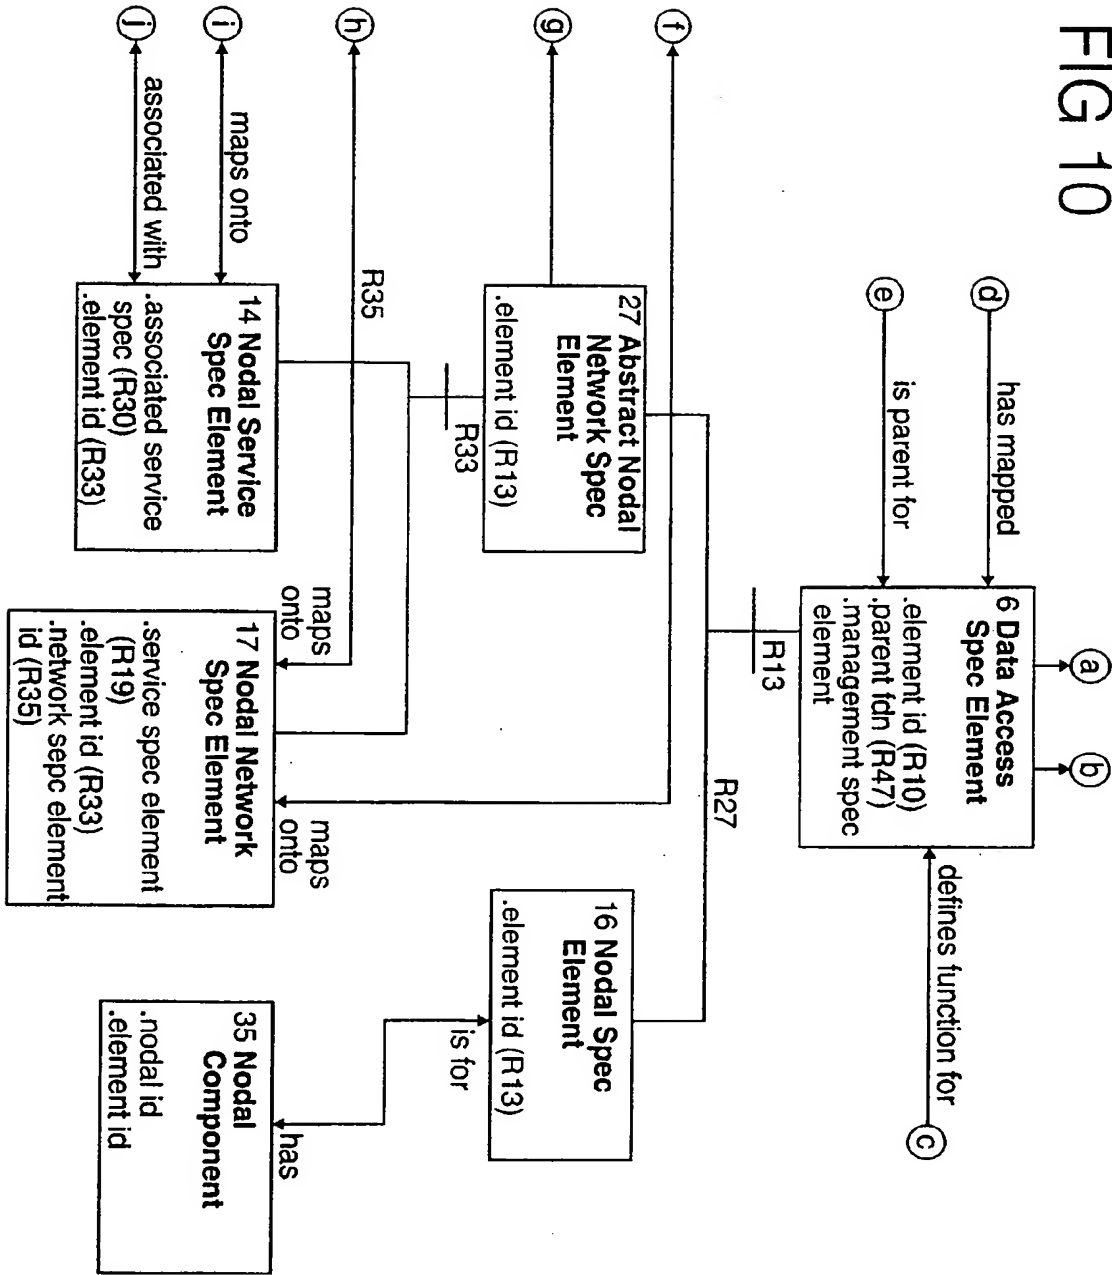 FIG 10
a
b
d
has mapped
e
is parent for
6 Data Access
Spec Element
.element id (R10)
.parent fdn (R47)
.management spec
element
defines function for
c
R13
R27
f
g
27 Abstract Nodal
Network Spec
Element
.element id (R13)
16 Nodal Spec
Element
.element id (R13)
is for
R33
h
R35
maps
onto
maps
onto
i
maps onto
j
associated with
14 Nodal Service
Spec Element
.associated service
spec (R30)
.element id (R33)
17 Nodal Network
Spec Element
.service spec element
(R19)
.element id (R33)
.network sepc element
id (R35)
has
35 Nodal
Component
.nodal id
.element id